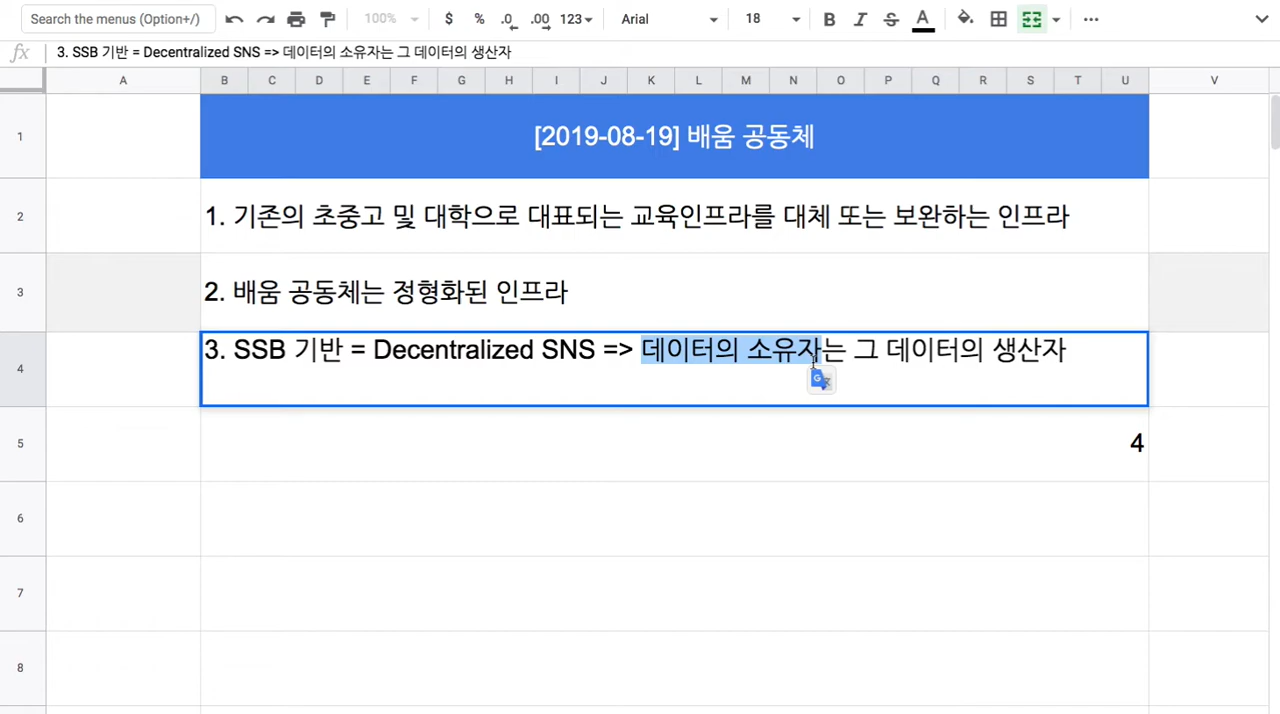 Search the menus (Option+/) 100% $ % .0 .00 123 Arial 18 B I S A
fx 3. SSB 기반 = Decentralized SNS => 데이터의 소유자는 그 데이터의 생산자
A B C D E F G H I J K L M N O P Q R S T U V
1 [2019-08-19] 배움 공동체
2 1. 기존의 초중고 및 대학으로 대표되는 교육인프라를 대체 또는 보완하는 인프라
3 2. 배움 공동체는 정형화된 인프라
4 3. SSB 기반 = Decentralized SNS => 데이터의 소유자는 그 데이터의 생산자
5 4
6
7
8